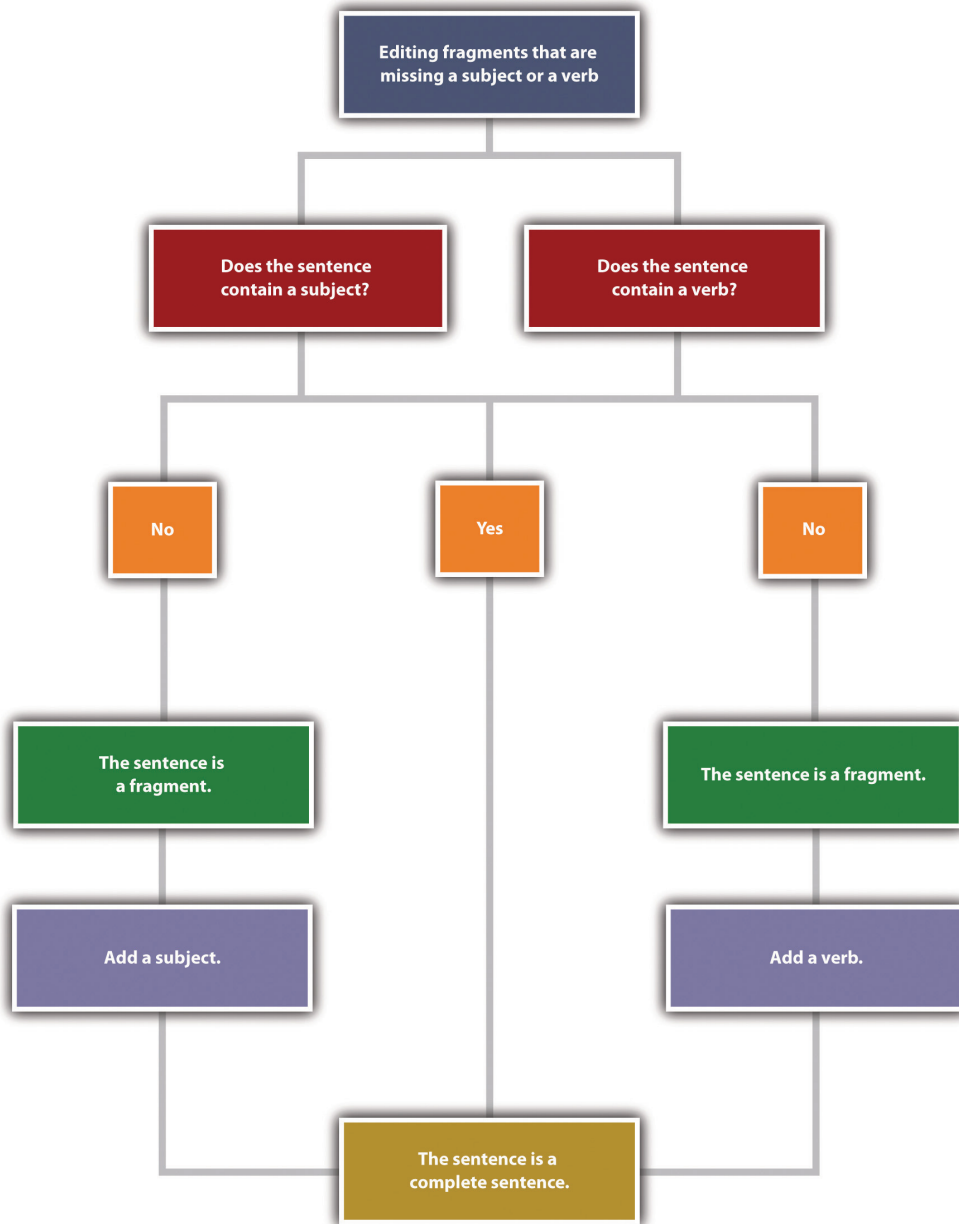 Editing fragments that are
missing a subject or a verb
Does the sentence
contain a subject?
Does the sentence
contain a verb?
No
Yes
No
The sentence is
a fragment.
The sentence is a fragment.
Add a subject.
Add a verb.
The sentence is a
complete sentence.